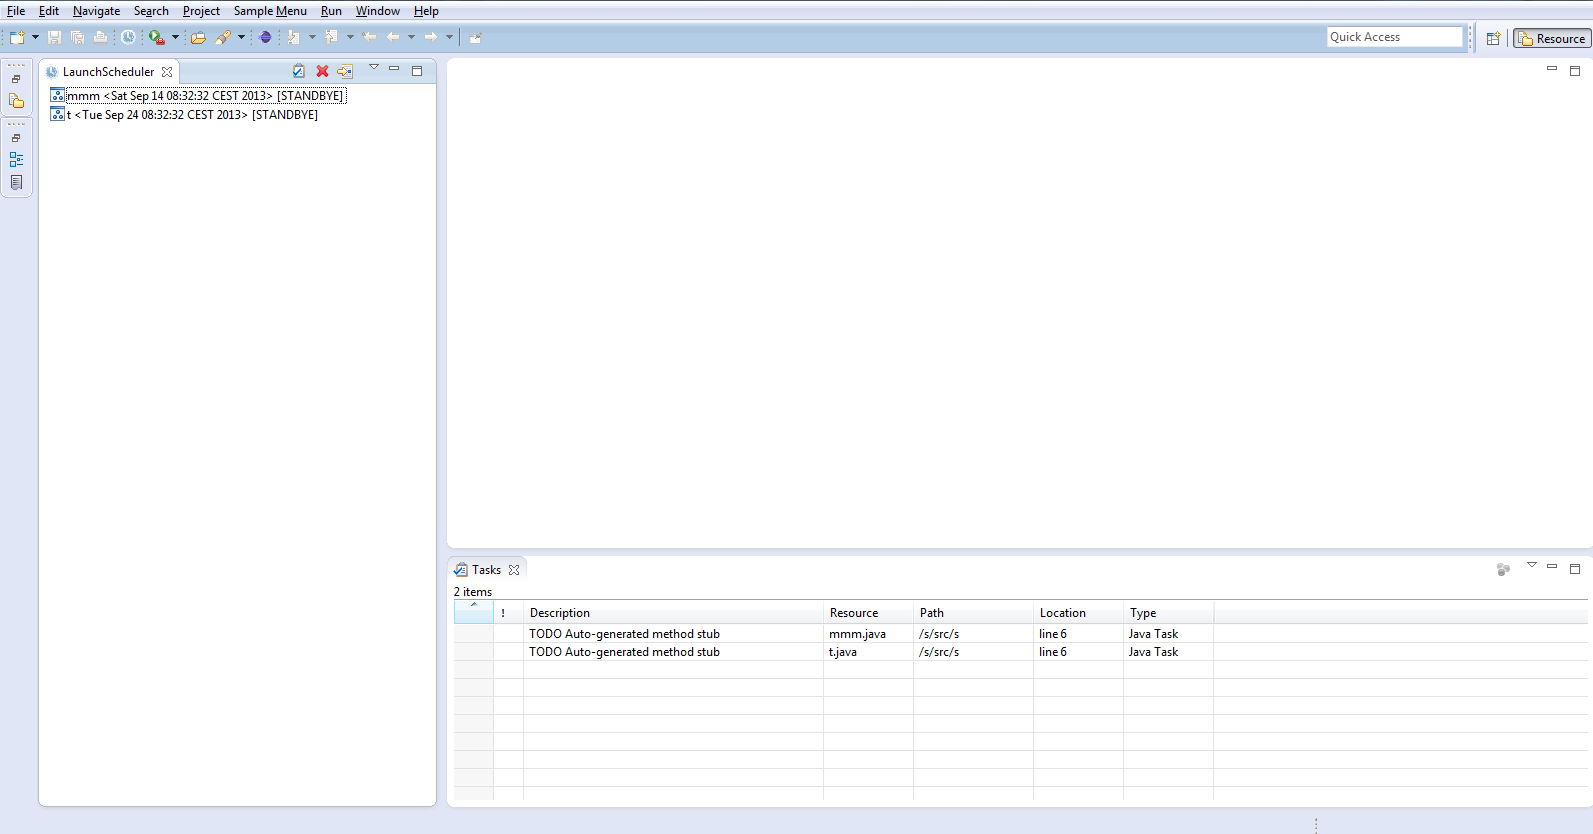 File Edit Navigate Search Project Sample Menu Run Window Help
Quick Access Resource
LaunchScheduler
mmm <Sat Sep 14 08:32:32 CEST 2013> [STANDBYE]
t <Tue Sep 24 08:32:32 CEST 2013> [STANDBYE]
Tasks
2 items
! Description Resource Path Location Type
TODO Auto-generated method stub mmm.java /s/src/s line 6 Java Task
TODO Auto-generated method stub t.java /s/src/s line 6 Java Task